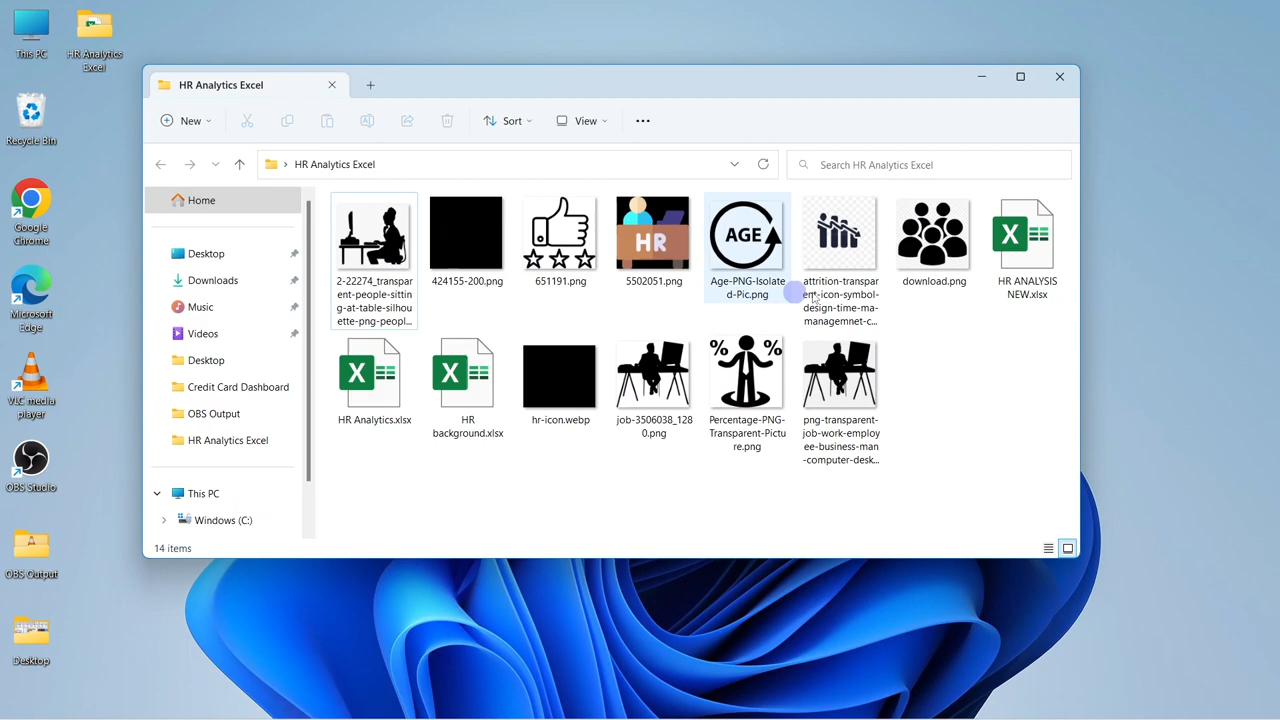 This PC
HR Analytics
Excel
Recycle Bin
Google
Chrome
Microsoft
Edge
VLC media
player
OBS Studio
OBS Output
Desktop
HR Analytics Excel
New
Sort
View
HR Analytics Excel
Search HR Analytics Excel
Home
Desktop
Downloads
Music
Videos
Desktop
Credit Card Dashboard
OBS Output
HR Analytics Excel
This PC
Windows (C:)
2-22274_transpar
ent-people-sittin
g-at-table-silhou
ette-png-peopl...
424155-200.png
651191.png
HR
5502051.png
AGE
Age-PNG-Isolate
d-Pic.png
attrition-transpar
ent-icon-symbol-
design-time-ma-
managemnet-c...
download.png
X
HR ANALYSIS
NEW.xlsx
X
HR Analytics.xlsx
X
HR
background.xlsx
hr-icon.webp
job-3506038_128
0.png
% %
Percentage-PNG-
Transparent-Pictu
re.png
png-transparent-
job-work-employ
ee-business-man
-computer-desk...
14 items